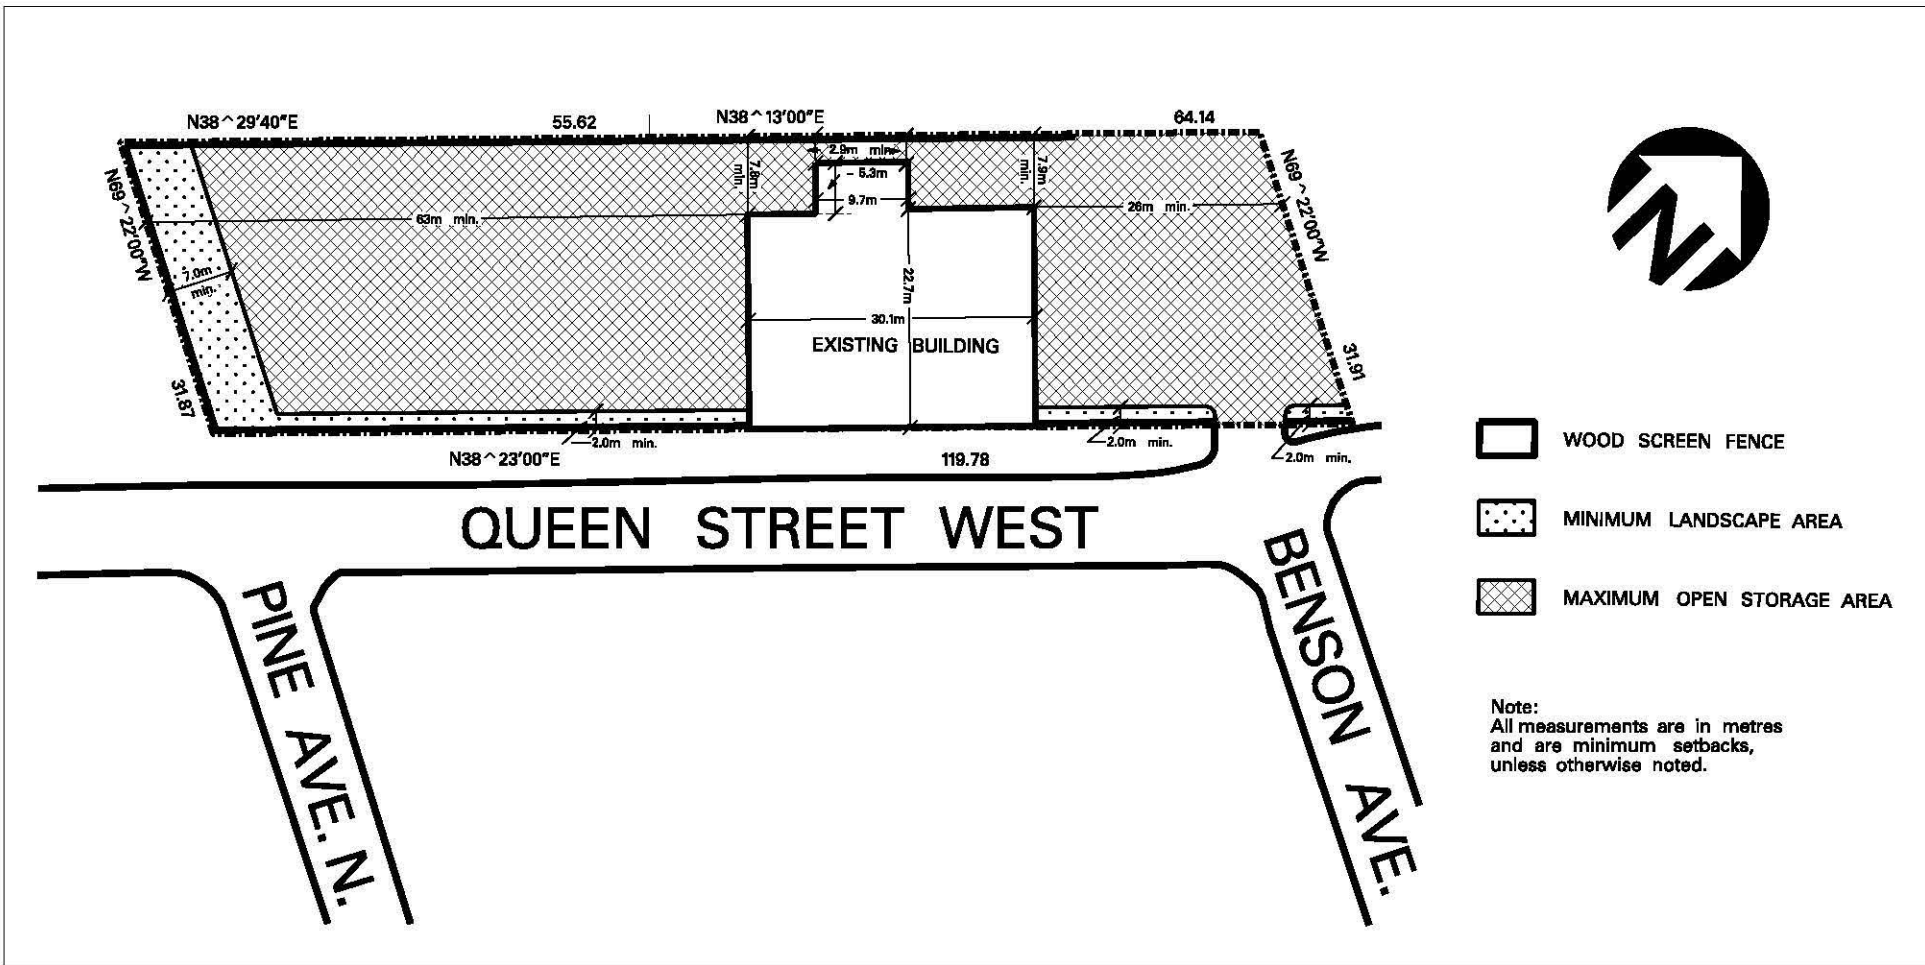 N38^29'40"E
55.62
N38^13'00"E
64.14
2.9m min.
7.8m min.
7.9m min.
5.3m
9.7m
N69^22'00"W
N69^22'00"W
63m min.
26m min.
7.0m min.
22.7m
30.1m
EXISTING BUILDING
31.87
31.91
2.0m min.
2.0m min.
2.0m min.
N38^23'00"E
119.78
QUEEN STREET WEST
PINE AVE. N.
BENSON AVE.
N
WOOD SCREEN FENCE
MINIMUM LANDSCAPE AREA
MAXIMUM OPEN STORAGE AREA
Note:
All measurements are in metres
and are minimum setbacks,
unless otherwise noted.